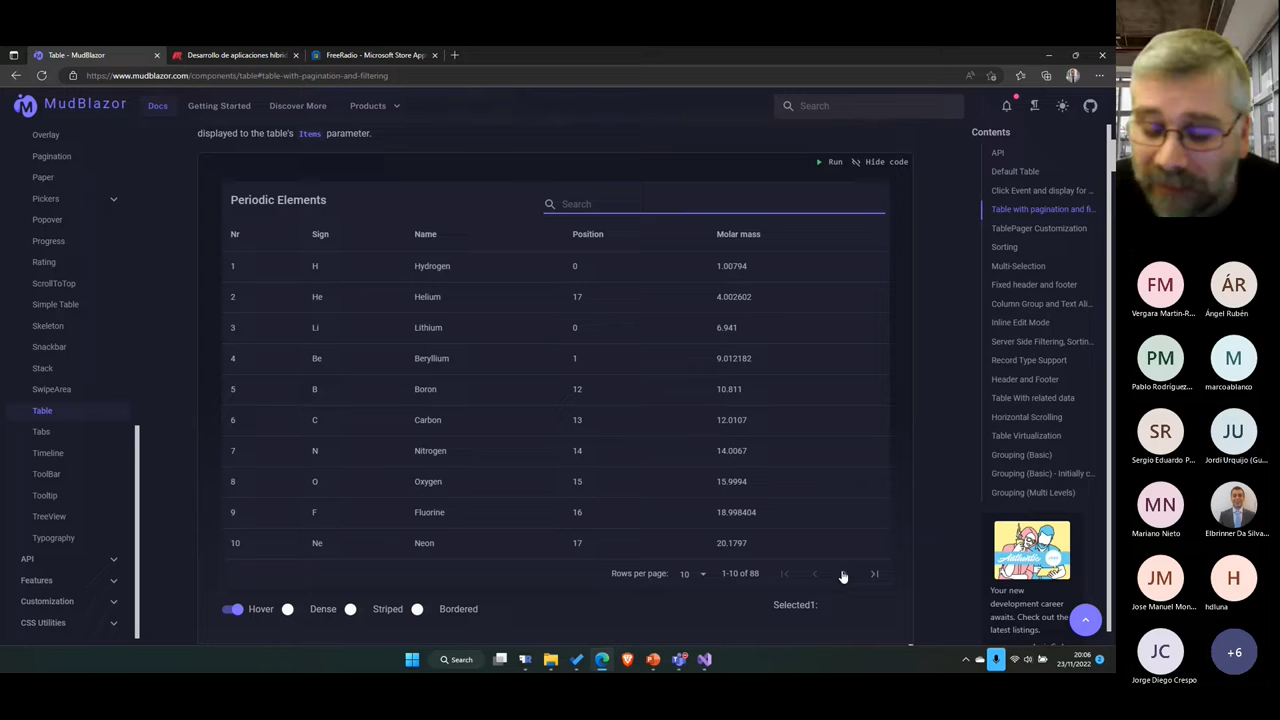 Table - MudBlazor
Desarrollo de aplicaciones híbrid
FreeRadio - Microsoft Store App
https://www.mudblazor.com/components/table#table-with-pagination-and-filtering
MudBlazor
Docs
Getting Started
Discover More
Products
Search
Overlay
Pagination
Paper
Pickers
Popover
Progress
Rating
ScrollToTop
Simple Table
Skeleton
Snackbar
Stack
SwipeArea
Table
Tabs
Timeline
ToolBar
Tooltip
TreeView
Typography
API
Features
Customization
CSS Utilities
displayed to the table's Items parameter.
Run Hide code
Periodic Elements
Search
Nr Sign Name Position Molar mass
1 H Hydrogen 0 1.00794
2 He Helium 17 4.002602
3 Li Lithium 0 6.941
4 Be Beryllium 1 9.012182
5 B Boron 12 10.811
6 C Carbon 13 12.0107
7 N Nitrogen 14 14.0067
8 O Oxygen 15 15.9994
9 F Fluorine 16 18.998404
10 Ne Neon 17 20.1797
Rows per page: 10 1-10 of 88
Hover Dense Striped Bordered
Selected1:
Contents
API
Default Table
Click Event and display for ...
Table with pagination and fi...
TablePager Customization
Sorting
Multi-Selection
Fixed header and footer
Column Group and Text Ali...
Inline Edit Mode
Server Side Filtering, Sortin...
Record Type Support
Header and Footer
Table With related data
Horizontal Scrolling
Table Virtualization
Grouping (Basic)
Grouping (Basic) - Initially c...
Grouping (Multi Levels)
Authentic
Your new
development career
awaits. Check out the
latest listings.
Search
20:06
23/11/2022
2
FM
Vergara Martin-R...
ÁR
Ángel Rubén
PM
Pablo Rodríguez...
M
marcoablanco
SR
Sergio Eduardo P...
JU
Jordi Urquijo (Gu...
MN
Mariano Nieto
Elbrinner Da Silva...
JM
Jose Manuel Mon...
H
hdluna
JC
Jorge Diego Crespo
+6